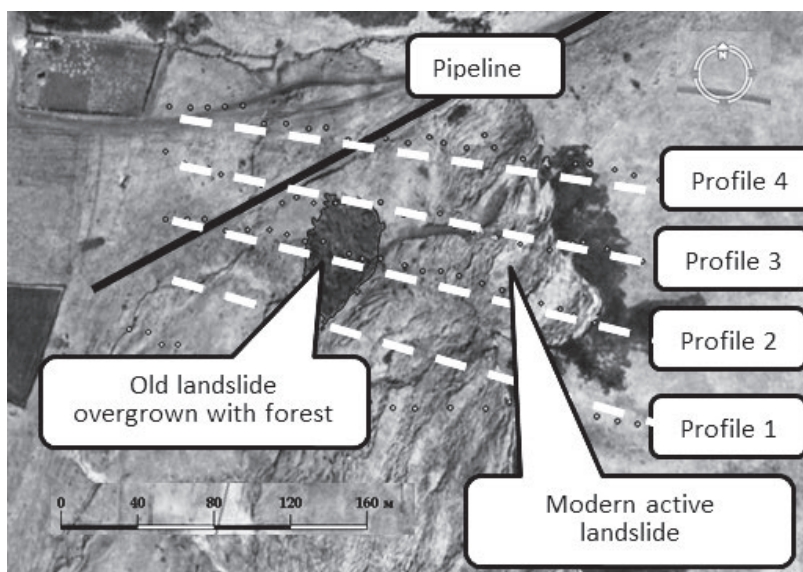 Pipeline
N
Profile 4
Profile 3
Profile 2
Profile 1
Old landslide
overgrown with forest
Modern active
landslide
0 40 80 120 160 м